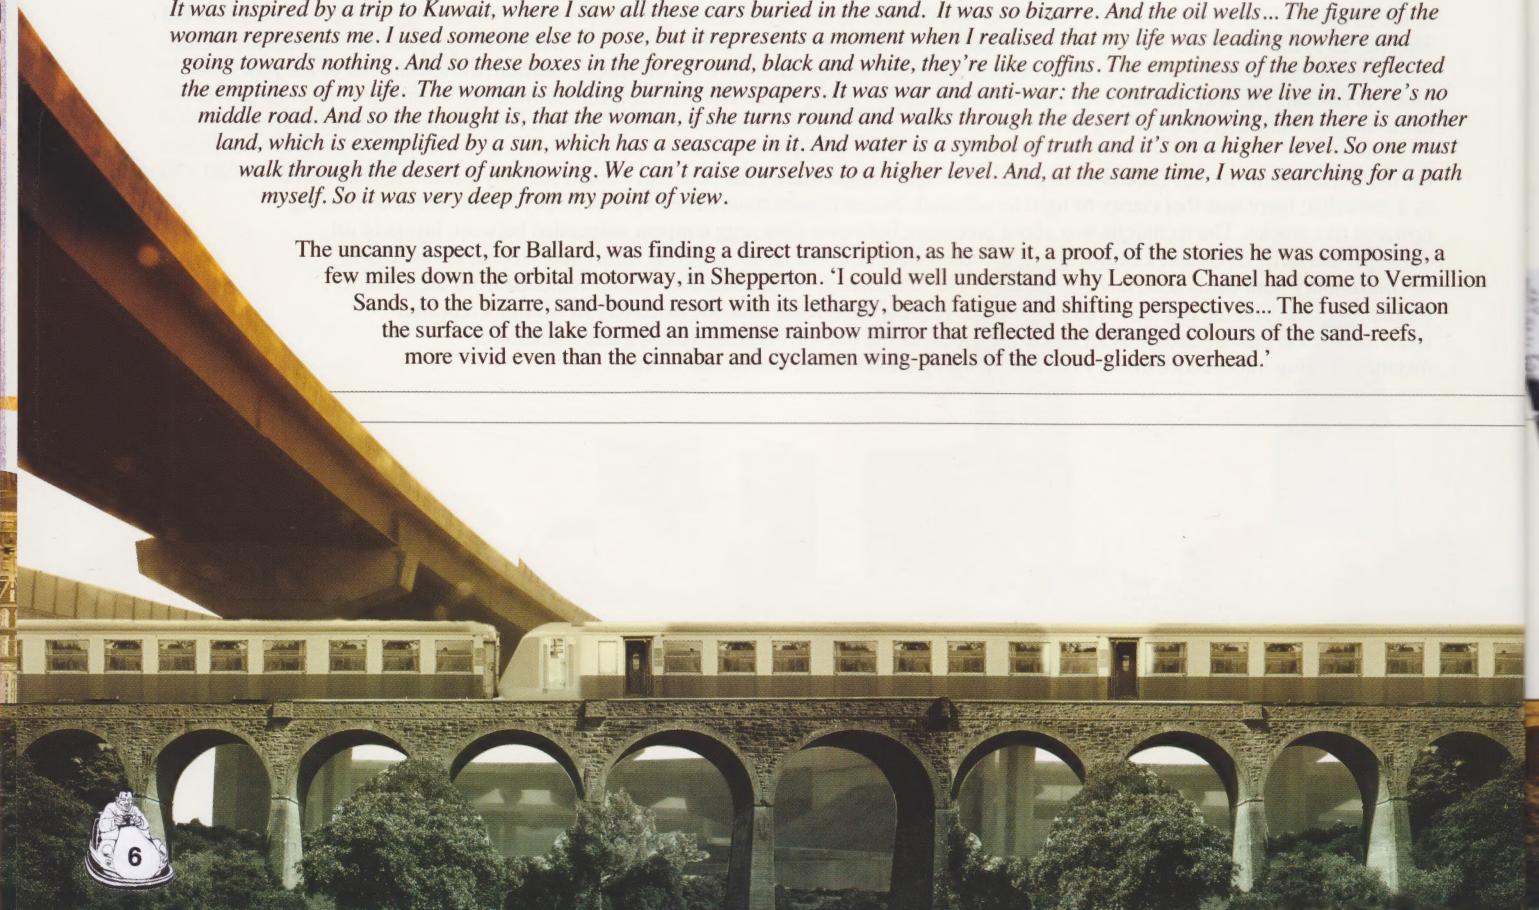 It was inspired by a trip to Kuwait, where I saw all these cars buried in the sand. It was so bizarre. And the oil wells... The figure of the
woman represents me. I used someone else to pose, but it represents a moment when I realised that my life was leading nowhere and
going towards nothing. And so these boxes in the foreground, black and white, they're like coffins. The emptiness of the boxes reflected
the emptiness of my life. The woman is holding burning newspapers. It was war and anti-war: the contradictions we live in. There's no
middle road. And so the thought is, that the woman, if she turns round and walks through the desert of unknowing, then there is another
land, which is exemplified by a sun, which has a seascape in it. And water is a symbol of truth and it's on a higher level. So one must
walk through the desert of unknowing. We can't raise ourselves to a higher level. And, at the same time, I was searching for a path
myself. So it was very deep from my point of view.
The uncanny aspect, for Ballard, was finding a direct transcription, as he saw it, a proof, of the stories he was composing, a
few miles down the orbital motorway, in Shepperton. ‘I could well understand why Leonora Chanel had come to Vermillion
Sands, to the bizarre, sand-bound resort with its lethargy, beach fatigue and shifting perspectives... The fused silicaon
the surface of the lake formed an immense rainbow mirror that reflected the deranged colours of the sand-reefs,
more vivid even than the cinnabar and cyclamen wing-panels of the cloud-gliders overhead.’
6